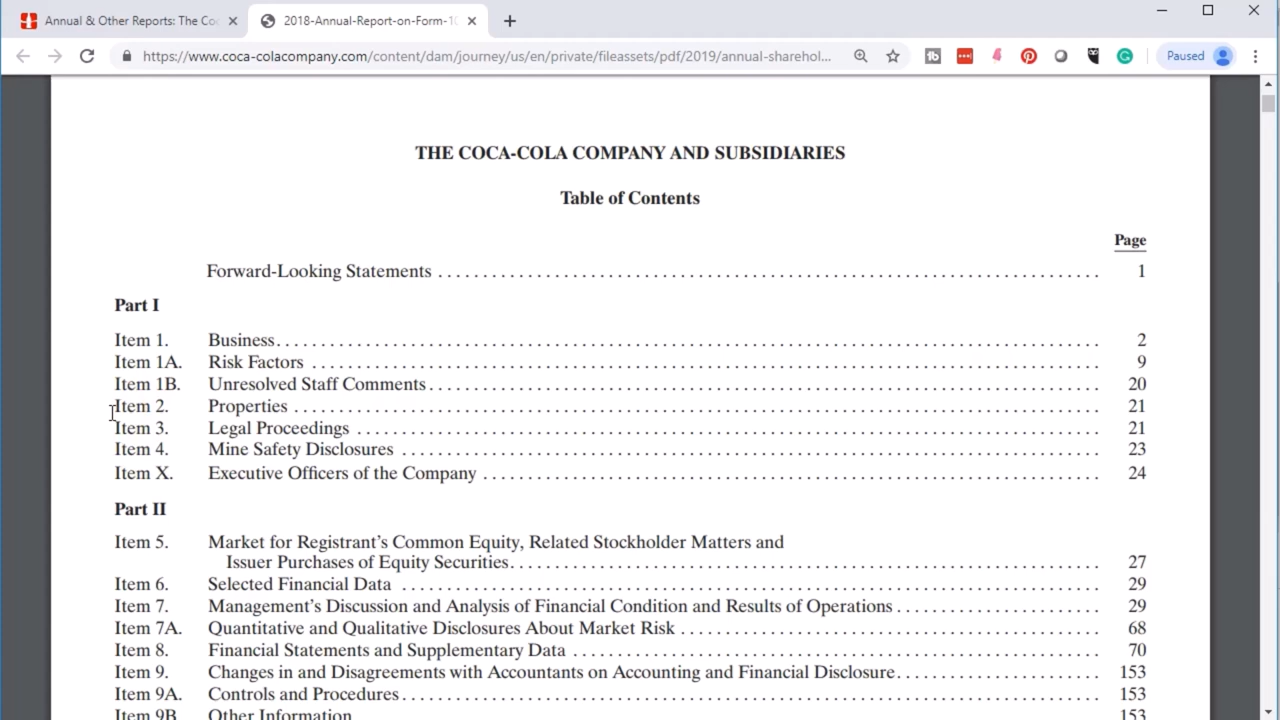 Annual & Other Reports: The Coc
2018-Annual-Report-on-Form-10
https://www.coca-colacompany.com/content/dam/journey/us/en/private/fileassets/pdf/2019/annual-sharehol...
Paused
THE COCA-COLA COMPANY AND SUBSIDIARIES
Table of Contents
Page
Forward-Looking Statements 1
Part I
Item 1. Business 2
Item 1A. Risk Factors 9
Item 1B. Unresolved Staff Comments 20
Item 2. Properties 21
Item 3. Legal Proceedings 21
Item 4. Mine Safety Disclosures 23
Item X. Executive Officers of the Company 24
Part II
Item 5. Market for Registrant’s Common Equity, Related Stockholder Matters and
Issuer Purchases of Equity Securities 27
Item 6. Selected Financial Data 29
Item 7. Management’s Discussion and Analysis of Financial Condition and Results of Operations 29
Item 7A. Quantitative and Qualitative Disclosures About Market Risk 68
Item 8. Financial Statements and Supplementary Data 70
Item 9. Changes in and Disagreements with Accountants on Accounting and Financial Disclosure 153
Item 9A. Controls and Procedures 153
Item 9B. Other Information 153